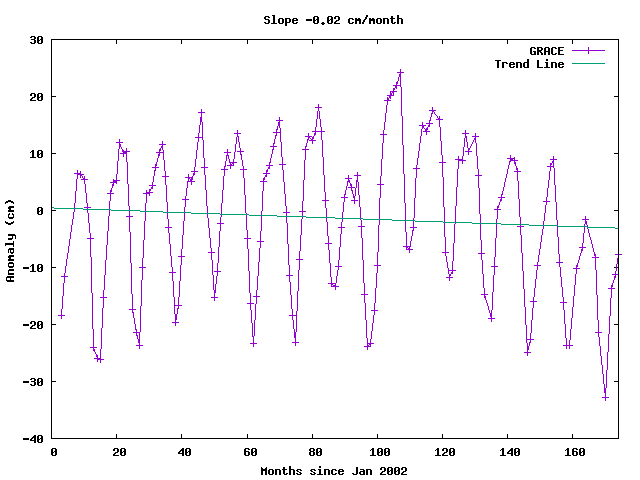 Slope -0.02 cm/month
GRACE
Trend Line
30
20
10
0
-10
-20
-30
-40
Anomaly (cm)
0 20 40 60 80 100 120 140 160
Months since Jan 2002